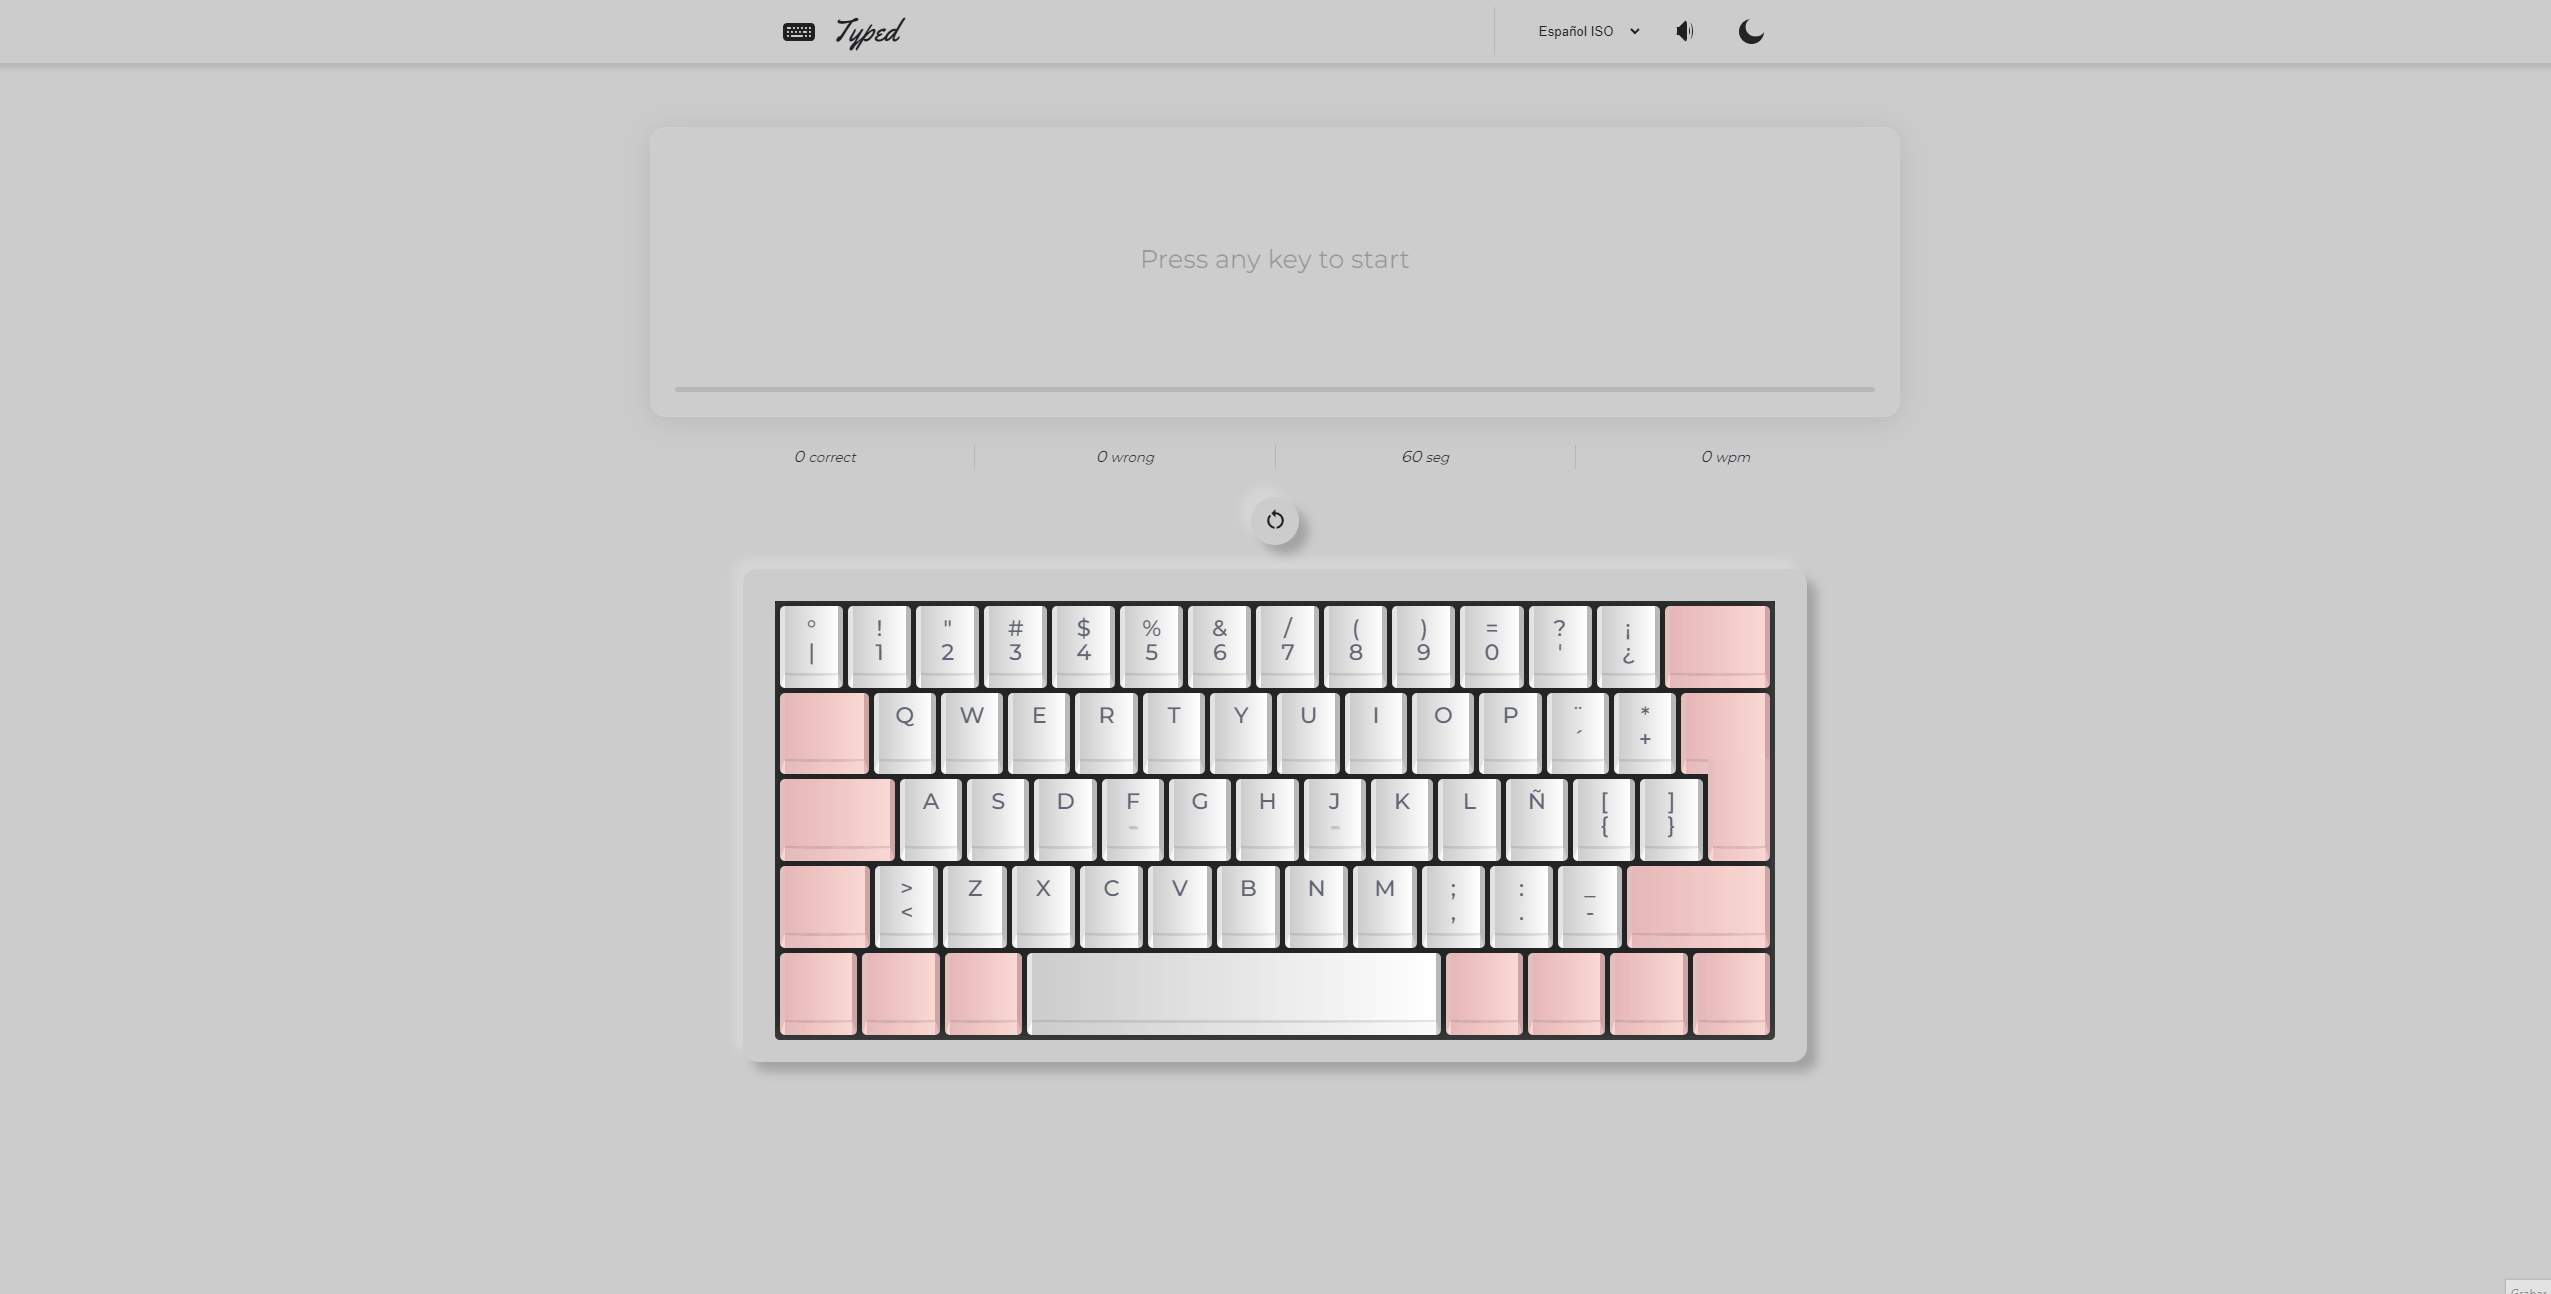 Typed
Español ISO
Press any key to start
0 correct
0 wrong
60 seg
0 wpm
° ! " # $ % & / ( ) = ? ¡
| 1 2 3 4 5 6 7 8 9 0 ' ¿
Q W E R T Y U I O P ¨ *
´ +
A S D F G H J K L Ñ [ ]
{ }
> Z X C V B N M ; : _
< , . -